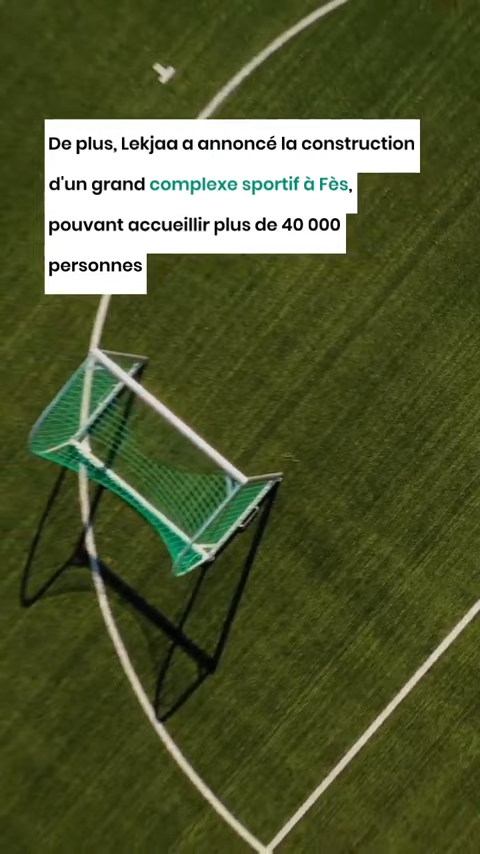 De plus, Lekjaa a annoncé la construction
d'un grand complexe sportif à Fès,
pouvant accueillir plus de 40 000
personnes